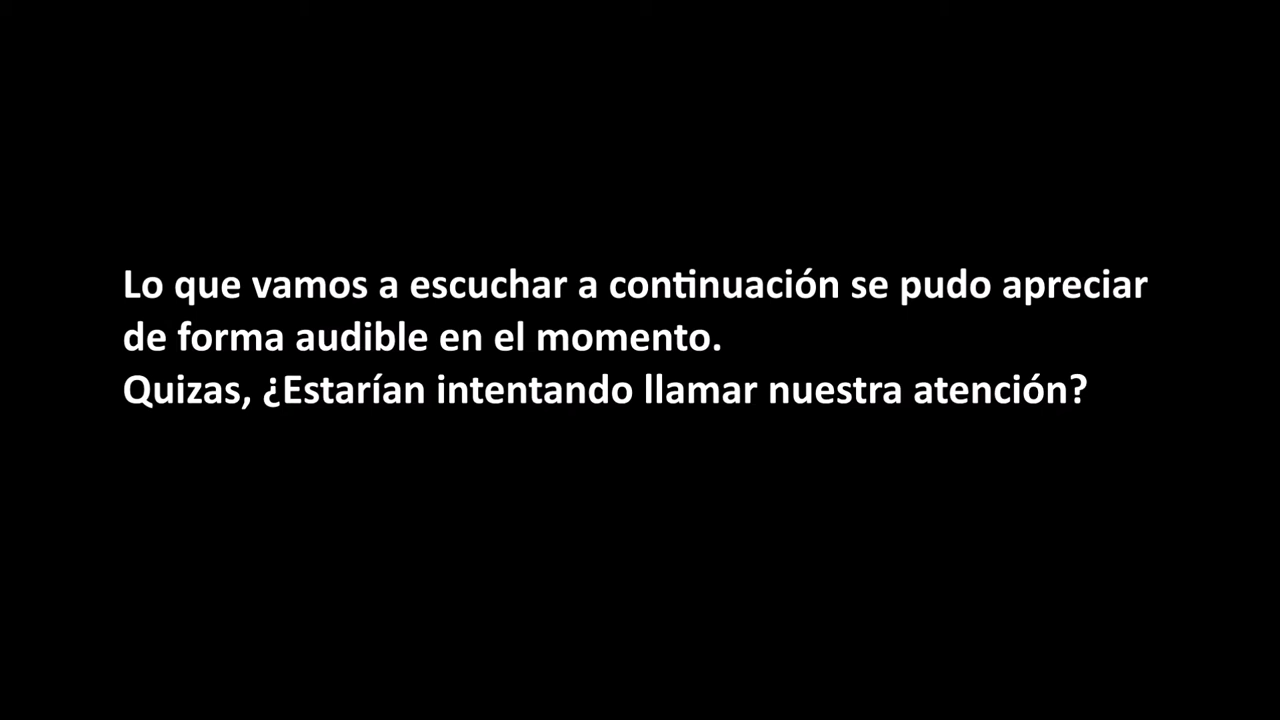 Lo que vamos a escuchar a continuación se pudo apreciar
de forma audible en el momento.
Quizas, ¿Estarían intentando llamar nuestra atención?